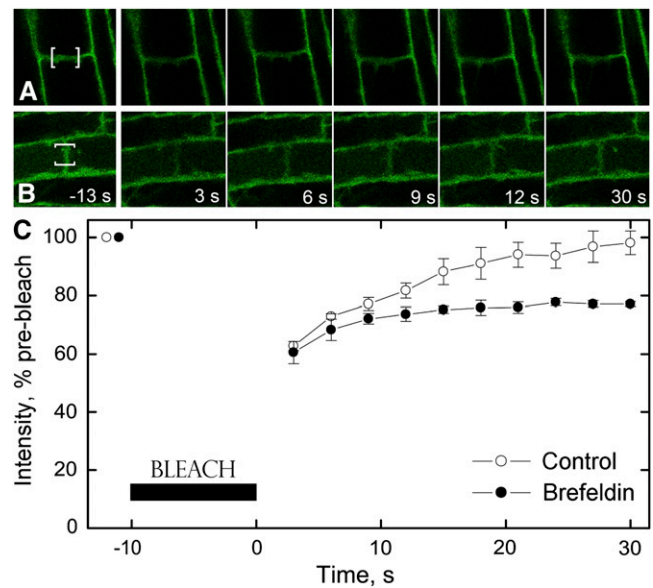 A
B
-13 s
3 s
6 s
9 s
12 s
30 s
C
100
80
60
40
20
0
Intensity, % pre-bleach
BLEACH
Control
Brefeldin
-10
0
10
20
30
Time, s